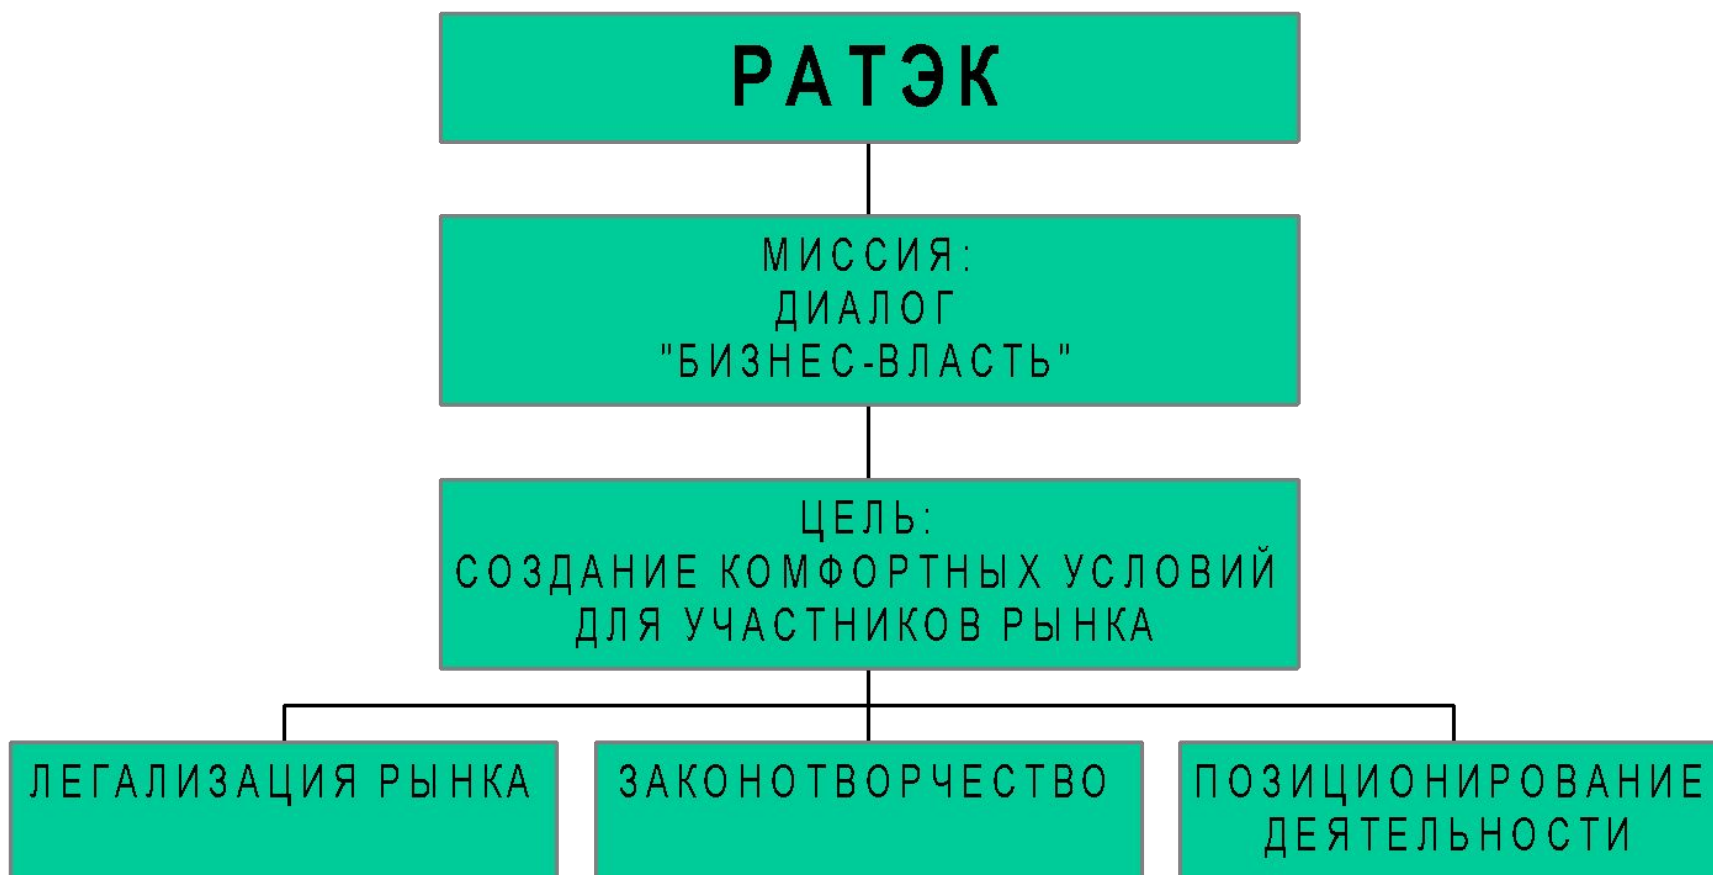 РАТЭК
МИССИЯ:
ДИАЛОГ
"БИЗНЕС-ВЛАСТЬ"
ЦЕЛЬ:
СОЗДАНИЕ КОМФОРТНЫХ УСЛОВИЙ
ДЛЯ УЧАСТНИКОВ РЫНКА
ЛЕГАЛИЗАЦИЯ РЫНКА
ЗАКОНОТВОРЧЕСТВО
ПОЗИЦИОНИРОВАНИЕ
ДЕЯТЕЛЬНОСТИ